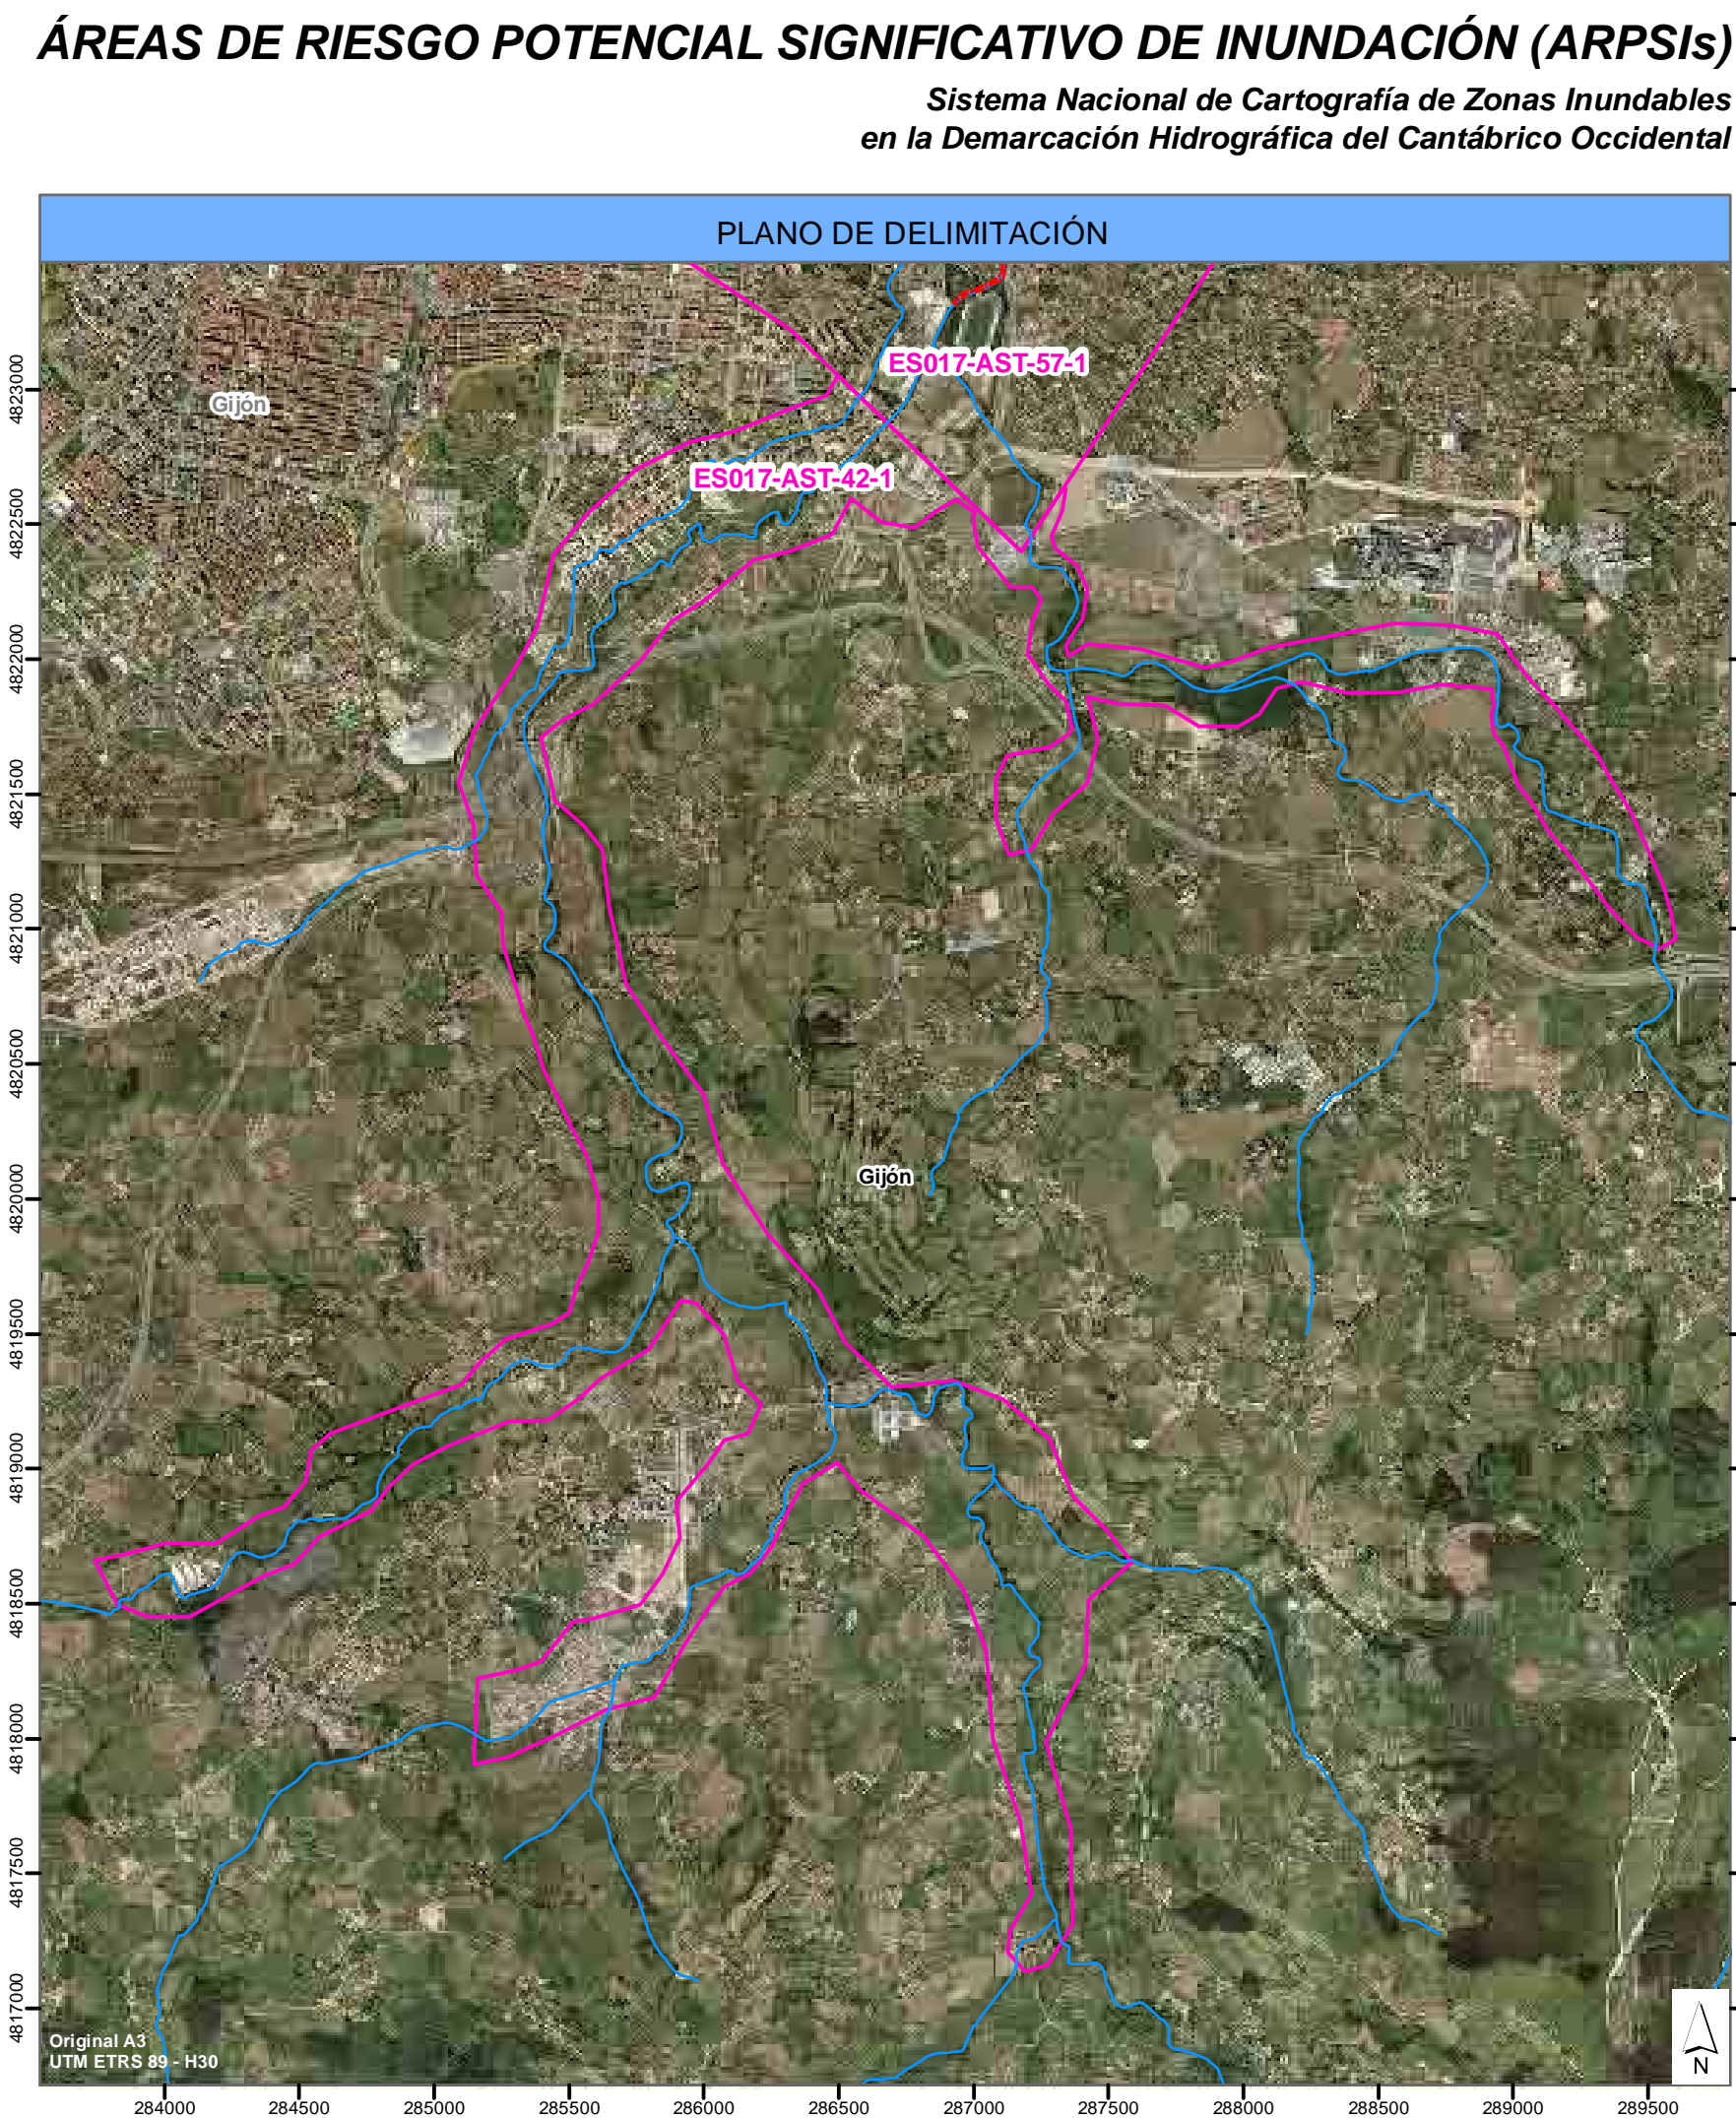 ÁREAS DE RIESGO POTENCIAL SIGNIFICATIVO DE INUNDACIÓN (ARPSIs)
Sistema Nacional de Cartografía de Zonas Inundables
en la Demarcación Hidrográfica del Cantábrico Occidental
PLANO DE DELIMITACIÓN
ES017-AST-57-1
Gijón
ES017-AST-42-1
Gijón
4823000
4822500
4822000
4821500
4821000
4820500
4820000
4819500
4819000
4818500
4818000
4817500
4817000
Original A3
UTM ETRS 89 - H30
N
284000 284500 285000 285500 286000 286500 287000 287500 288000 288500 289000 289500